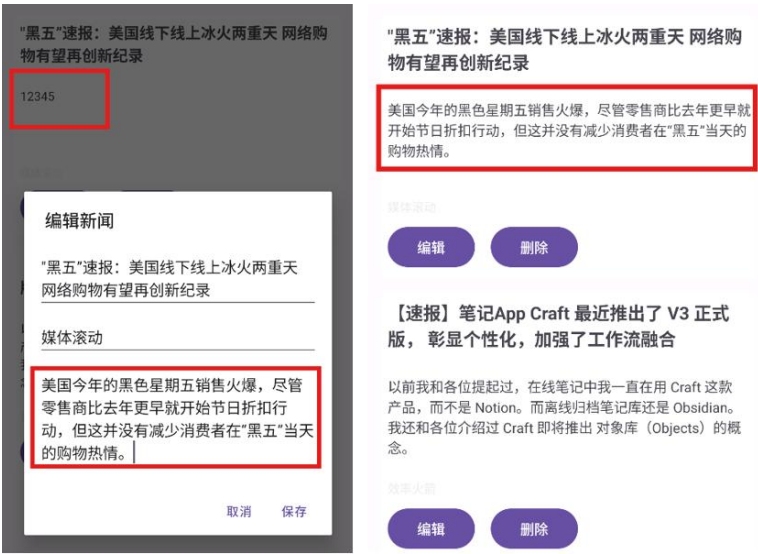 "黑五"速报：美国线下线上冰火两重天 网络购
物有望再创新纪录
12345
编辑新闻
"黑五"速报：美国线下线上冰火两重天
网络购物有望再创新纪录
媒体滚动
美国今年的黑色星期五销售火爆，尽管
零售商比去年更早就开始节日折扣行
动，但这并没有减少消费者在"黑五"当天
的购物热情。
取消 保存
"黑五"速报：美国线下线上冰火两重天 网络购
物有望再创新纪录
美国今年的黑色星期五销售火爆，尽管零售商比去年更早就
开始节日折扣行动，但这并没有减少消费者在"黑五"当天的
购物热情。
媒体滚动
编辑 删除
【速报】笔记App Craft 最近推出了 V3 正式
版， 彰显个性化，加强了工作流融合
以前我和各位提起过，在线笔记中我一直在用 Craft 这款
产品，而不是 Notion。而离线归档笔记库还是 Obsidian。
我还和各位介绍过 Craft 即将推出 对象库（Objects）的概
念。
效率火箭
编辑 删除